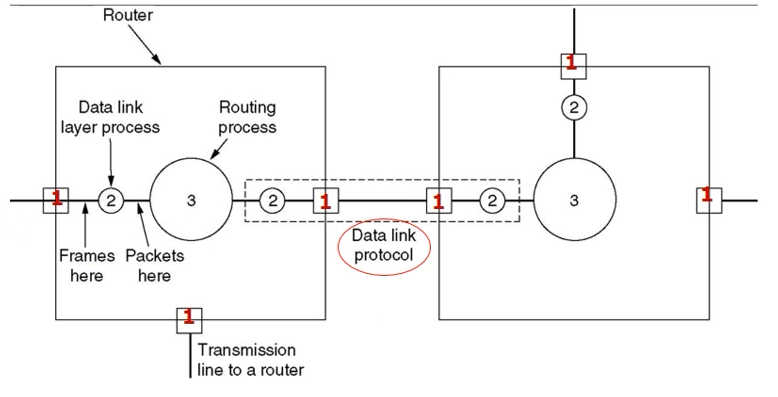 Router
1
Data link
layer process
Routing
process
2
1
2
3
2
1
1
2
3
1
Frames
here
Packets
here
Data link
protocol
1
Transmission
line to a router